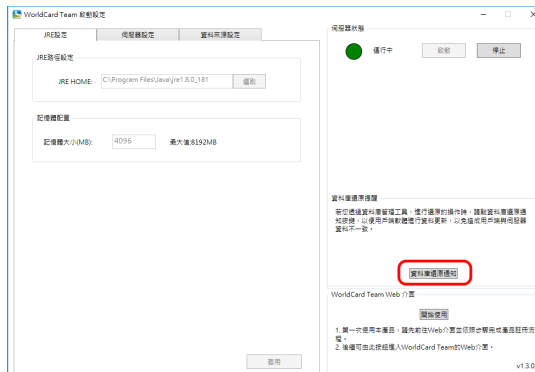 WorldCard Team 啟動設定
JRE設定
伺服器設定
資料來源設定
JRE路徑設定
JRE HOME:
C:\Program Files\Java\jre1.8.0_181
選取
記憶體配置
記憶體大小(MB):
4096
最大值:8192MB
套用
伺服器狀態
運行中
啟動
停止
資料庫還原提醒
若您透過資料庫管理工具，進行還原的操作時，請點資料庫還原通
知按鍵，以便用戶端軟體進行資料更新，以免造成用戶端與伺服器
資料不一致。
資料庫還原通知
WorldCard Team Web 介面
開始使用
1. 第一次使用本產品，請先前往Web介面並依照步驟完成產品註冊流
程。
2. 後續可由此按鈕進入WorldCard Team的Web介面。
v1.3.0